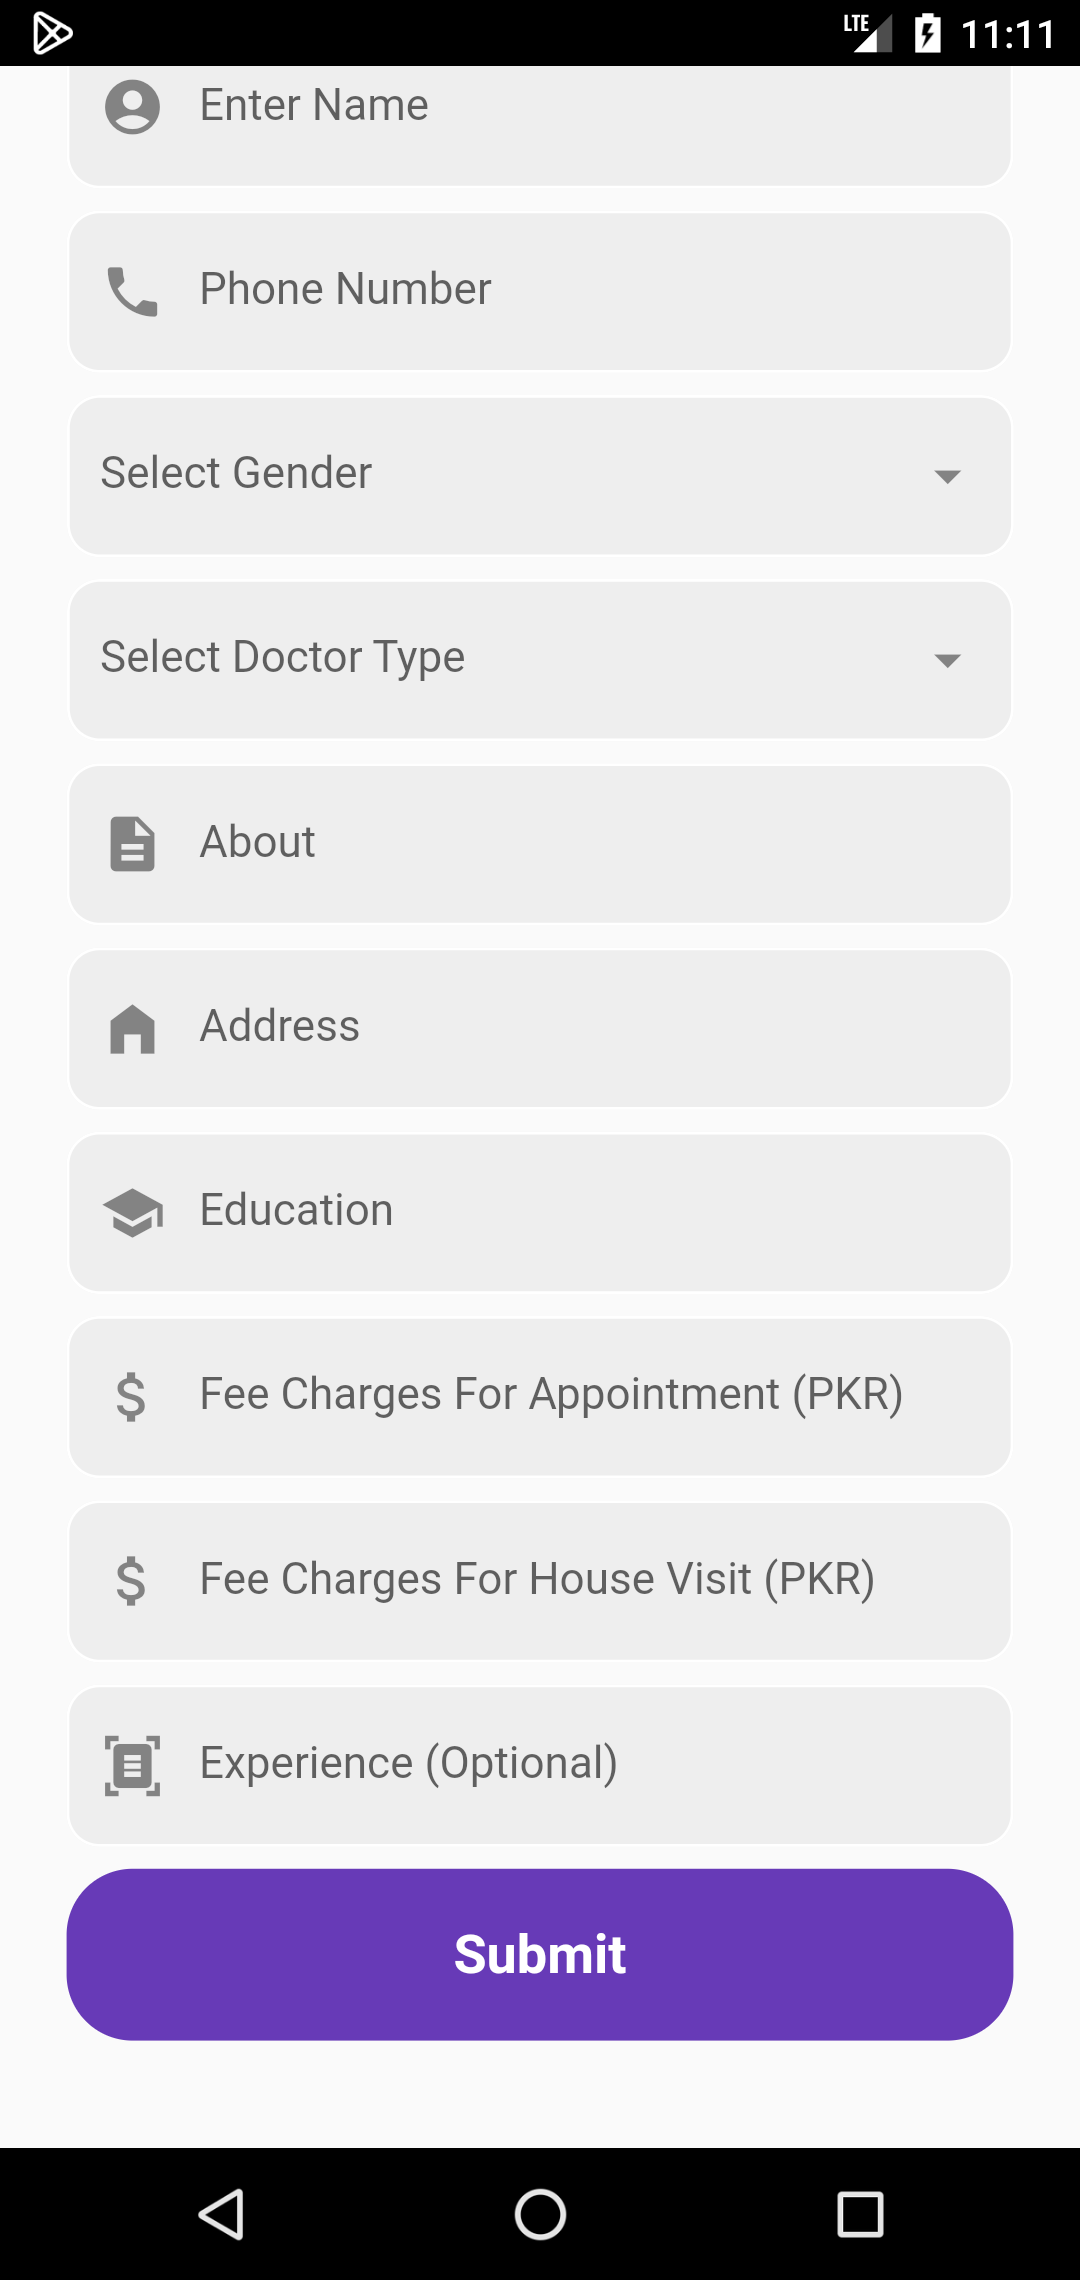 LTE 11:11
Enter Name
Phone Number
Select Gender
Select Doctor Type
About
Address
Education
$ Fee Charges For Appointment (PKR)
$ Fee Charges For House Visit (PKR)
Experience (Optional)
Submit